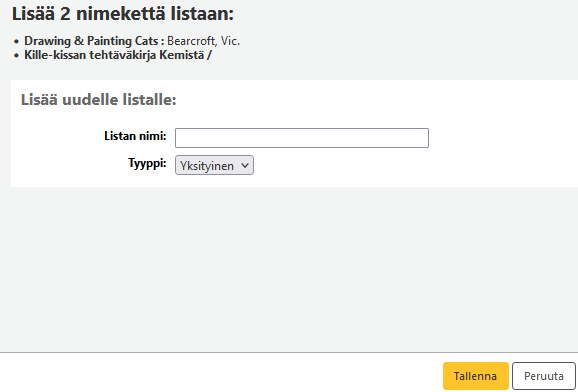 Lisää 2 nimekettä listaan:
Drawing & Painting Cats : Bearcroft, Vic.
Kille-kissan tehtäväkirja Kemistä /
Lisää uudelle listalle:
Listan nimi:
Tyyppi: Yksityinen
Tallenna Peruuta